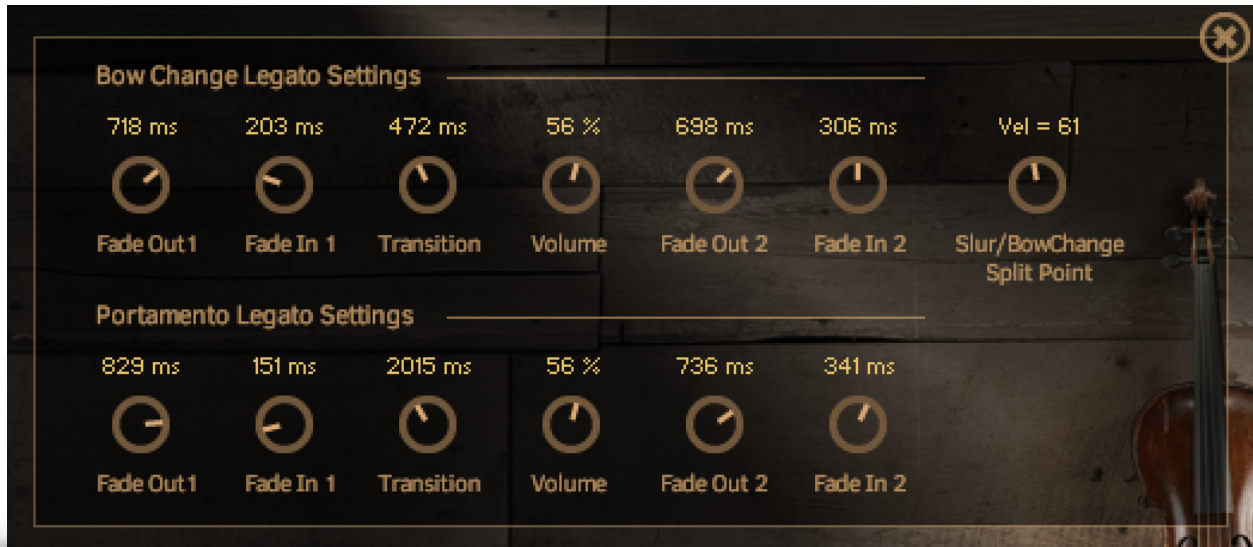 Bow Change Legato Settings
718 ms 203 ms 472 ms 56 % 698 ms 306 ms Vel = 61
Fade Out 1 Fade In 1 Transition Volume Fade Out 2 Fade In 2 Slur/BowChange
Split Point
Portamento Legato Settings
829 ms 151 ms 2015 ms 56 % 736 ms 341 ms
Fade Out 1 Fade In 1 Transition Volume Fade Out 2 Fade In 2